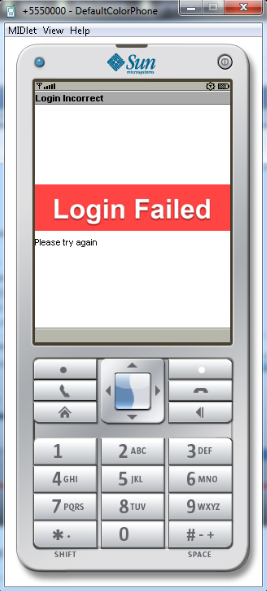 +5550000 - DefaultColorPhone
MIDlet View Help
Sun
microsystems
Login Incorrect
Login Failed
Please try again
1 2 ABC 3 DEF
4 GHI 5 JKL 6 MNO
7 PQRS 8 TUV 9 WXYZ
* . 0 # - +
SHIFT SPACE